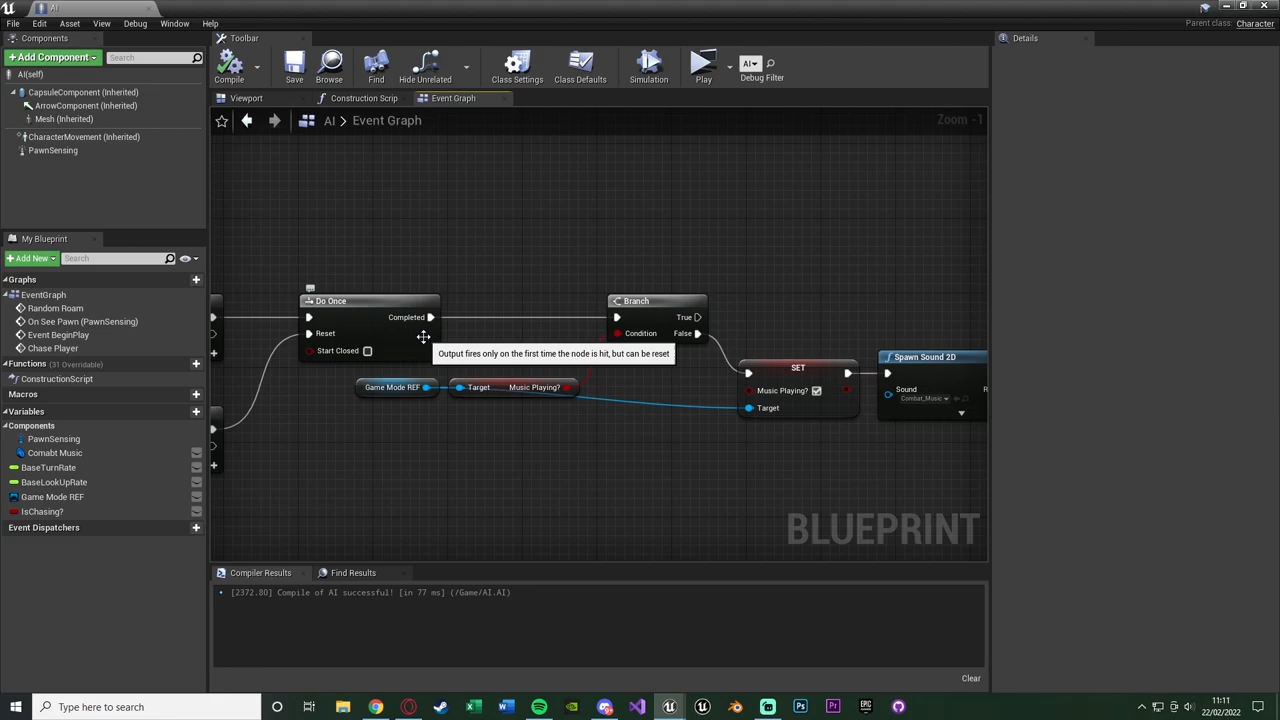 AI
File Edit Asset View Debug Window Help
Parent class: Character
Components
Add Component
Search
AI(self)
CapsuleComponent (Inherited)
ArrowComponent (Inherited)
Mesh (Inherited)
CharacterMovement (Inherited)
PawnSensing
My Blueprint
Add New
Search
Graphs
EventGraph
Random Roam
On See Pawn (PawnSensing)
Event BeginPlay
Chase Player
Functions (31 Overridable)
ConstructionScript
Macros
Variables
Components
PawnSensing
Comabt Music
BaseTurnRate
BaseLookUpRate
Game Mode REF
IsChasing?
Event Dispatchers
Toolbar
Compile Save Browse Find Hide Unrelated Class Settings Class Defaults Simulation Play
AI
Debug Filter
Viewport Construction Scrip Event Graph
AI > Event Graph
Zoom -1
Do Once
Completed
Reset
Start Closed
Output fires only on the first time the node is hit, but can be reset
Game Mode REF
Target Music Playing?
Branch
True
Condition False
SET
Music Playing?
Target
Spawn Sound 2D
Sound R
Combat_Music
BLUEPRINT
Compiler Results Find Results
[2372.80] Compile of AI successful! [in 77 ms] (/Game/AI.AI)
Clear
Details
Type here to search
11:11
22/02/2022